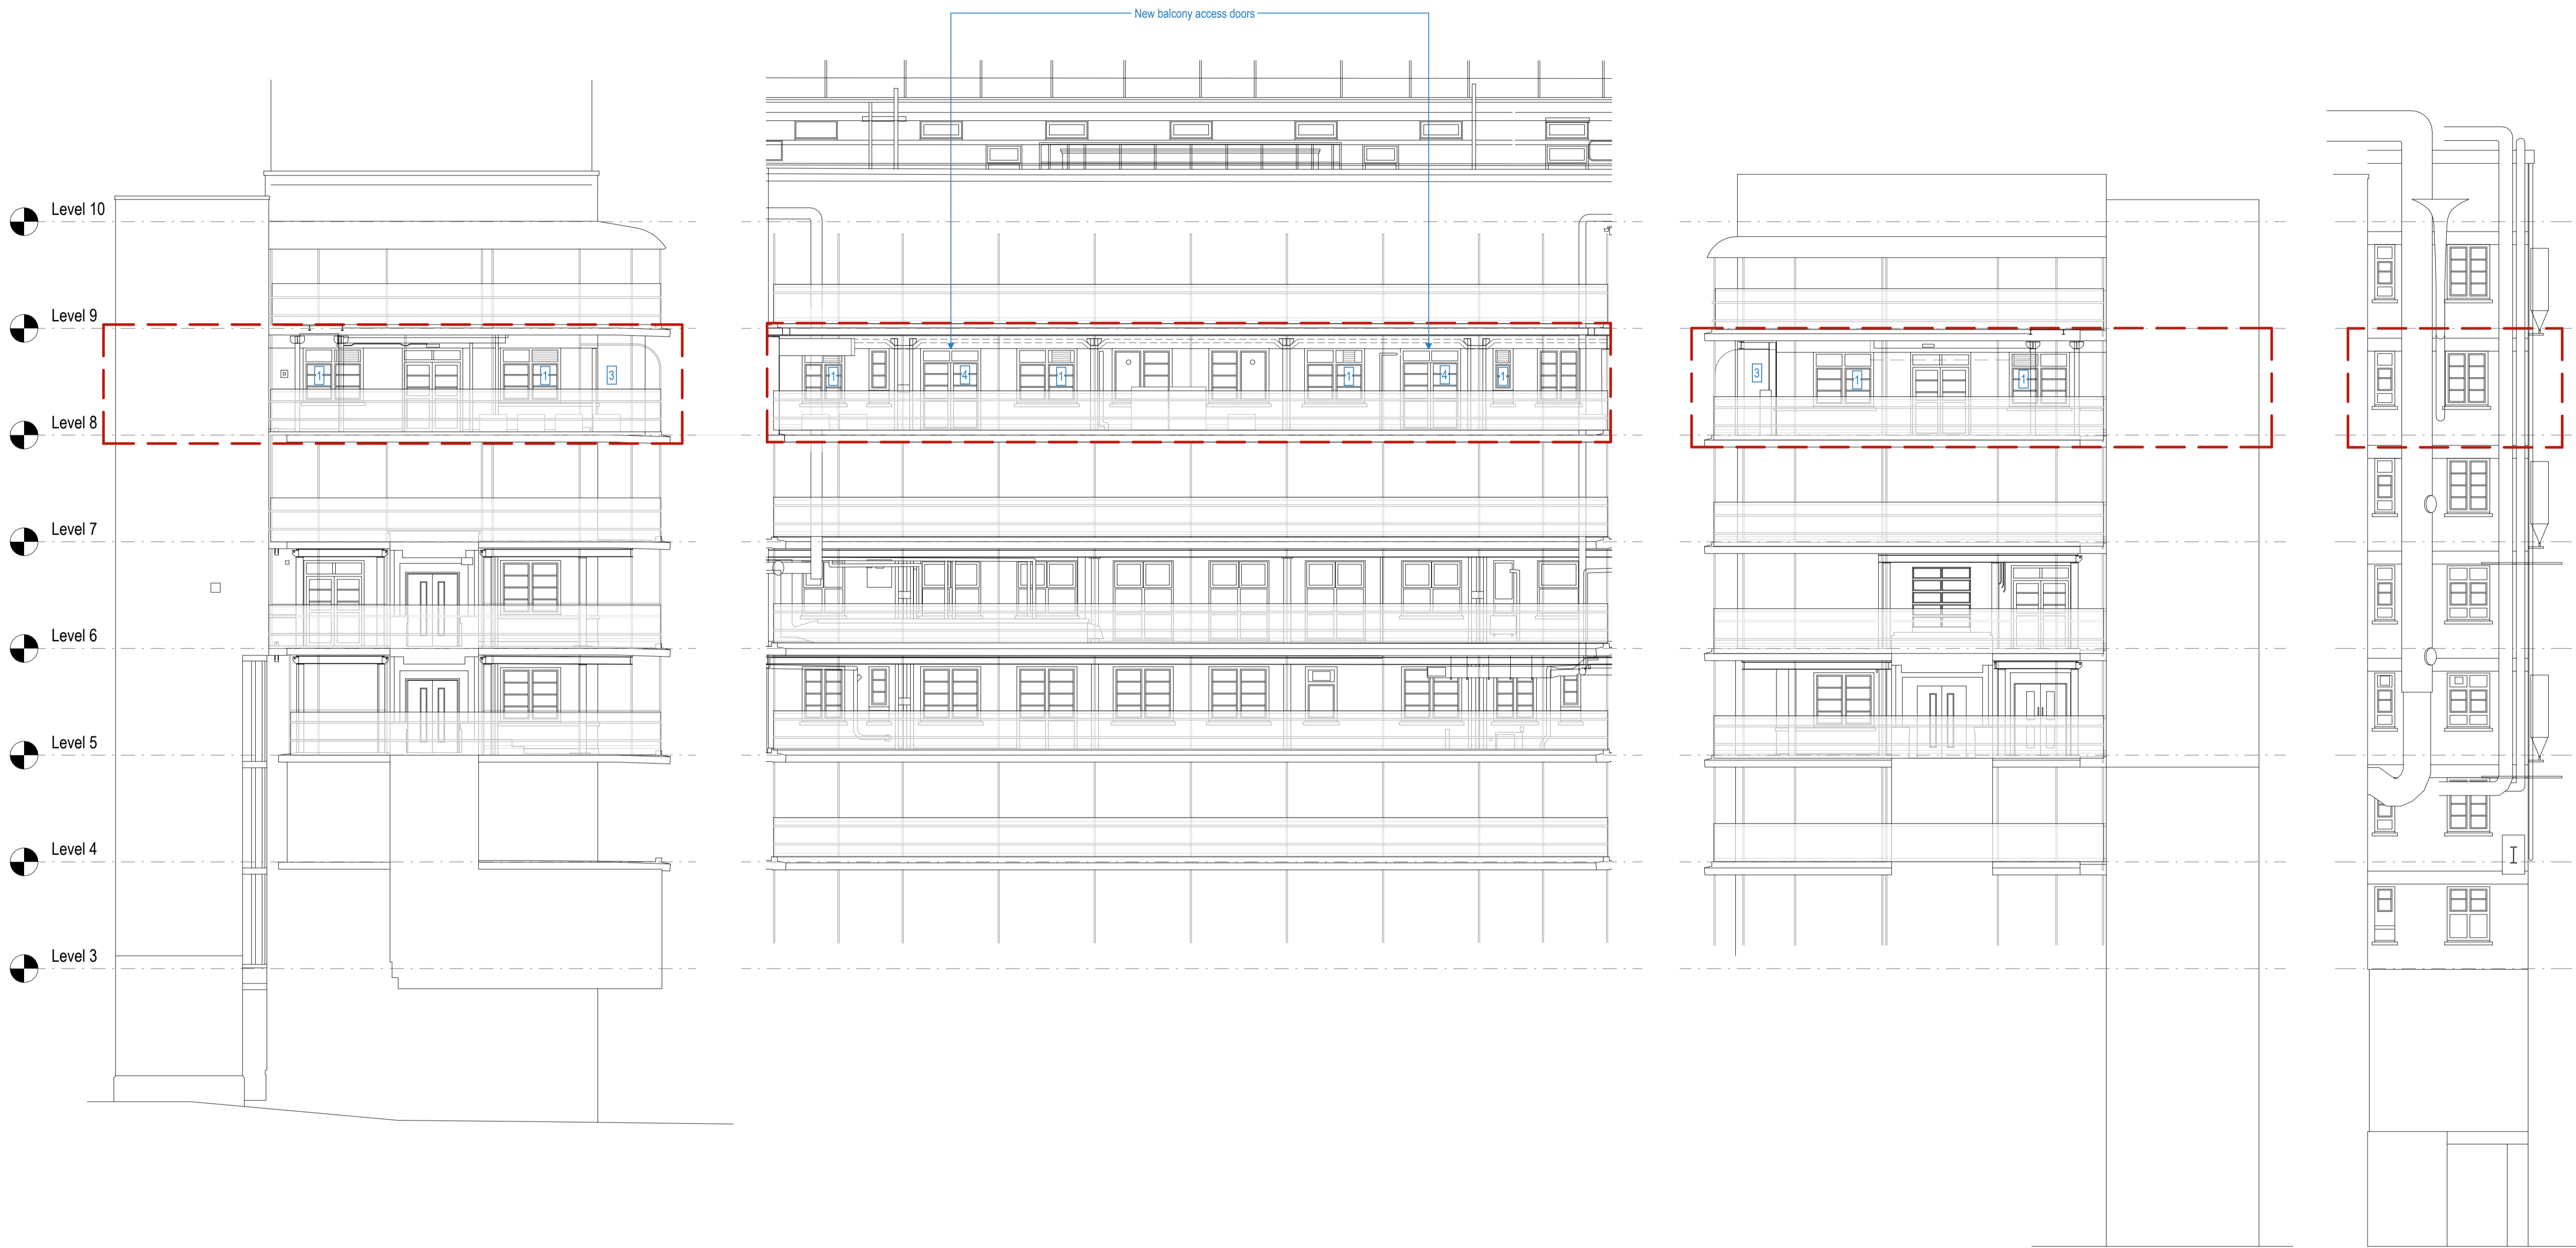 New balcony access doors
Level 10
Level 9
1 1 3 1 4 1 1 4 1 3 1 1
Level 8
Level 7
Level 6
Level 5
Level 4
Level 3